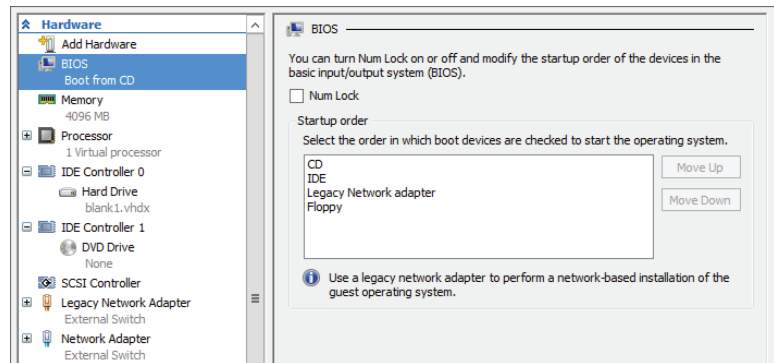 Hardware
Add Hardware
BIOS
Boot from CD
Memory
4096 MB
Processor
1 Virtual processor
IDE Controller 0
Hard Drive
blank1.vhdx
IDE Controller 1
DVD Drive
None
SCSI Controller
Legacy Network Adapter
External Switch
Network Adapter
External Switch
BIOS
You can turn Num Lock on or off and modify the startup order of the devices in the
basic input/output system (BIOS).
Num Lock
Startup order
Select the order in which boot devices are checked to start the operating system.
CD
IDE
Legacy Network adapter
Floppy
Move Up
Move Down
Use a legacy network adapter to perform a network-based installation of the
guest operating system.